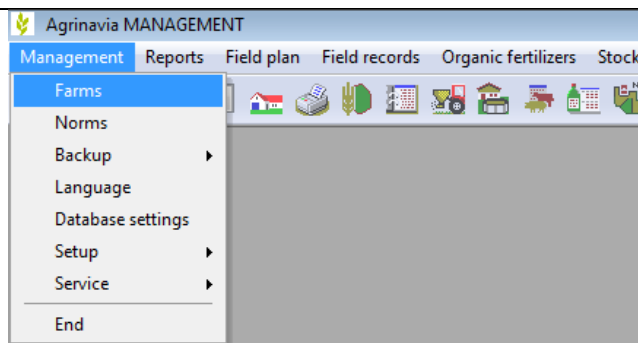 Agrinavia MANAGEMENT
Management Reports Field plan Field records Organic fertilizers Stock
Farms
Norms
Backup
Language
Database settings
Setup
Service
End